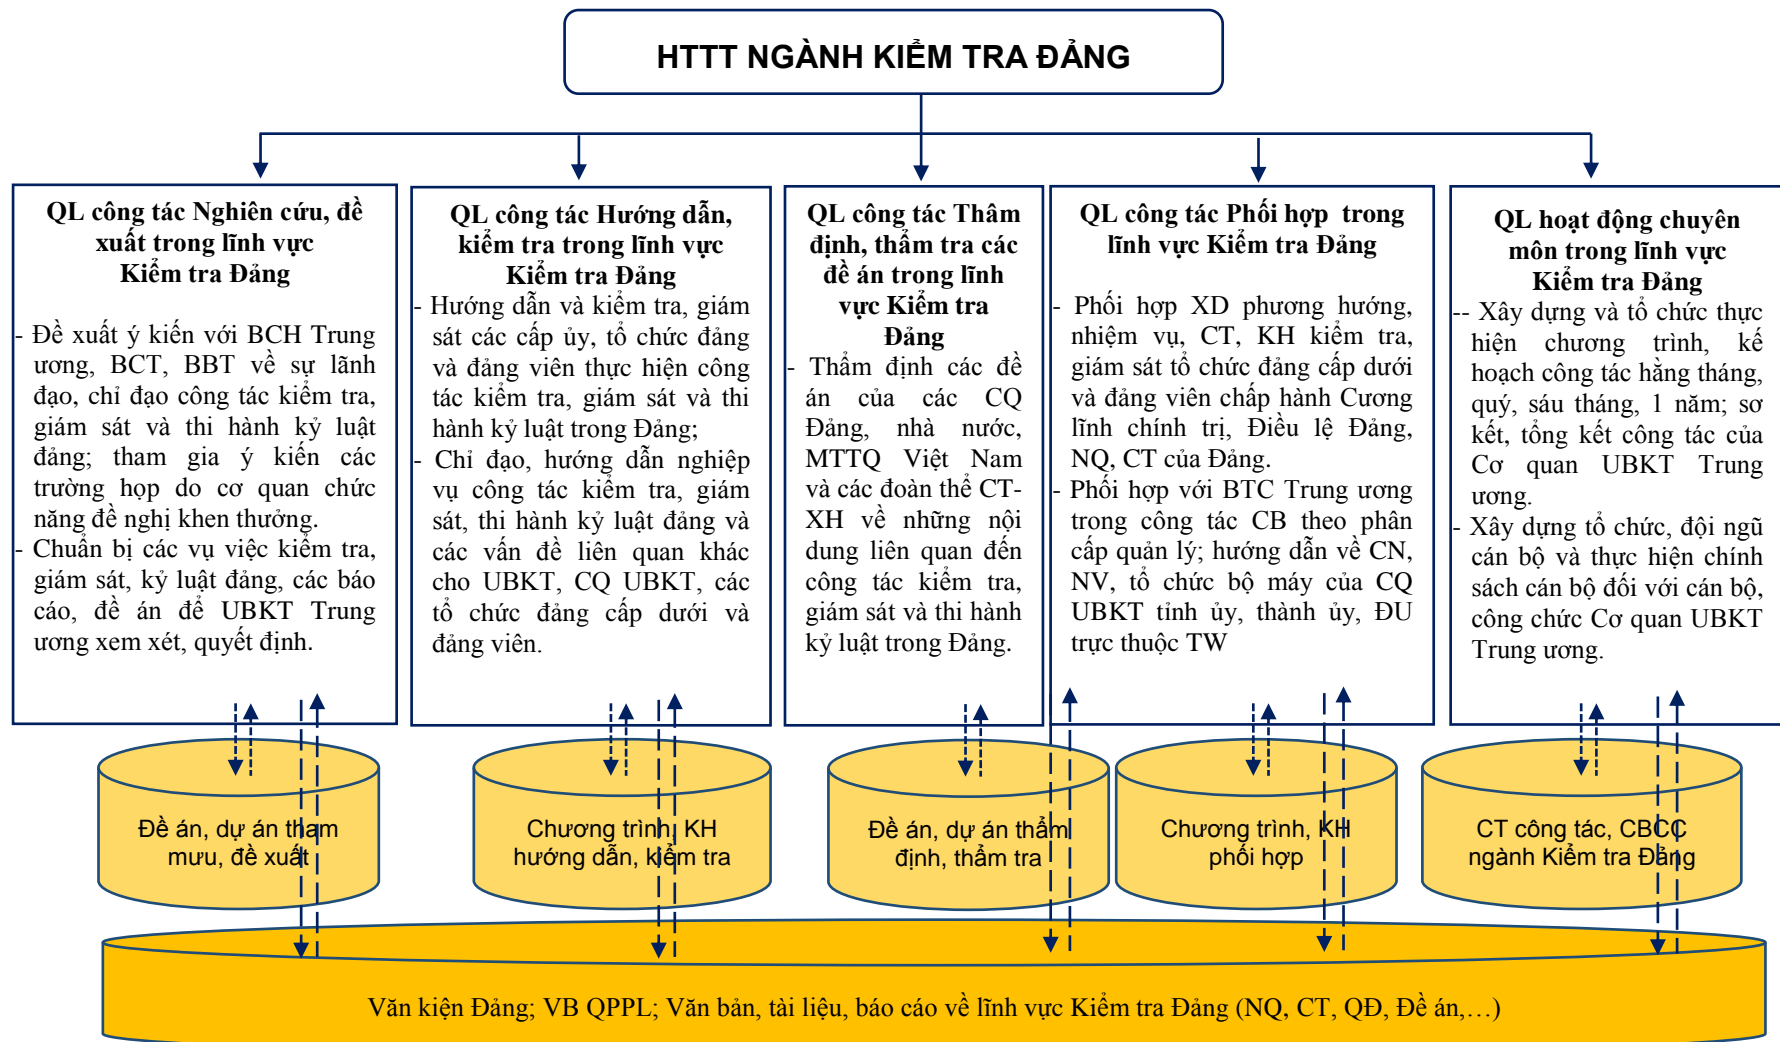 HTTT NGÀNH KIỂM TRA ĐẢNG
QL công tác Nghiên cứu, đề
xuất trong lĩnh vực
Kiểm tra Đảng
- Đề xuất ý kiến với BCH Trung
ương, BCT, BBT về sự lãnh
đạo, chỉ đạo công tác kiểm tra,
giám sát và thi hành kỷ luật
đảng; tham gia ý kiến các
trường họp do cơ quan chức
năng đề nghị khen thưởng.
- Chuẩn bị các vụ việc kiểm tra,
giám sát, kỷ luật đảng, các báo
cáo, đề án để UBKT Trung
ương xem xét, quyết định.
QL công tác Hướng dẫn,
kiểm tra trong lĩnh vực
Kiểm tra Đảng
- Hướng dẫn và kiểm tra, giám
sát các cấp ủy, tổ chức đảng
và đảng viên thực hiện công
tác kiểm tra, giám sát và thi
hành kỷ luật trong Đảng;
- Chỉ đạo, hướng dẫn nghiệp
vụ công tác kiểm tra, giám
sát, thi hành kỷ luật đảng và
các vấn đề liên quan khác
cho UBKT, CQ UBKT, các
tổ chức đảng cấp dưới và
đảng viên.
QL công tác Thâm
định, thẩm tra các
đề án trong lĩnh
vực Kiểm tra
Đảng
- Thẩm định các đề
án của các CQ
Đảng, nhà nước,
MTTQ Việt Nam
và các đoàn thể CT-
XH về những nội
dung liên quan đến
công tác kiểm tra,
giám sát và thi hành
kỷ luật trong Đảng.
QL công tác Phối hợp trong
lĩnh vực Kiểm tra Đảng
- Phối hợp XD phương hướng,
nhiệm vụ, CT, KH kiểm tra,
giám sát tổ chức đảng cấp dưới
và đảng viên chấp hành Cương
lĩnh chính trị, Điều lệ Đảng,
NQ, CT của Đảng.
- Phối hợp với BTC Trung ương
trong công tác CB theo phân
cấp quản lý; hướng dẫn về CN,
NV, tổ chức bộ máy của CQ
UBKT tỉnh ủy, thành ủy, ĐU
trực thuộc TW
QL hoạt động chuyên
môn trong lĩnh vực
Kiểm tra Đảng
-- Xây dựng và tổ chức thực
hiện chương trình, kế
hoạch công tác hằng tháng,
quý, sáu tháng, 1 năm; sơ
kết, tổng kết công tác của
Cơ quan UBKT Trung
ương.
- Xây dựng tổ chức, đội ngũ
cán bộ và thực hiện chính
sách cán bộ đối với cán bộ,
công chức Cơ quan UBKT
Trung ương.
Đề án, dự án tham
mưu, đề xuất
Chương trình, KH
hướng dẫn, kiểm tra
Đề án, dự án thẩm
định, thẩm tra
Chương trình, KH
phối hợp
CT công tác, CBCC
ngành Kiểm tra Đảng
Văn kiện Đảng; VB QPPL; Văn bản, tài liệu, báo cáo về lĩnh vực Kiểm tra Đảng (NQ, CT, QĐ, Đề án,…)